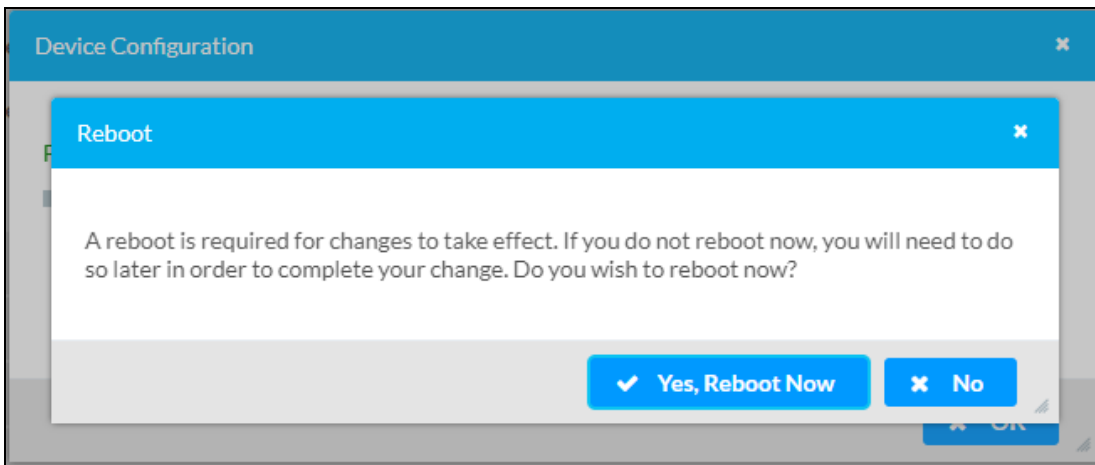 Device Configuration
Reboot
A reboot is required for changes to take effect. If you do not reboot now, you will need to do
so later in order to complete your change. Do you wish to reboot now?
Yes, Reboot Now
No
OK